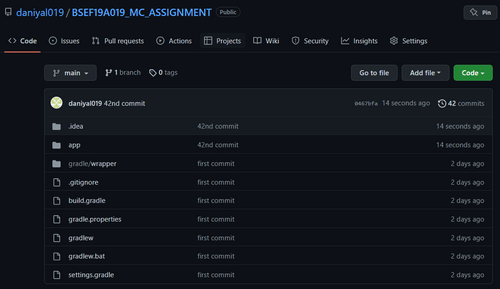 daniyal019 / BSEF19A019_MC_ASSIGNMENT Public Pin
Code Issues Pull requests Actions Projects Wiki Security Insights Settings
main 1 branch 0 tags Go to file Add file Code
daniyal019 42nd commit 14 seconds ago 42 commits
.idea 42nd commit 14 seconds ago
app 42nd commit 14 seconds ago
gradle/wrapper first commit 2 days ago
.gitignore first commit 2 days ago
build.gradle first commit 2 days ago
gradle.properties first commit 2 days ago
gradlew first commit 2 days ago
gradlew.bat first commit 2 days ago
settings.gradle first commit 2 days ago